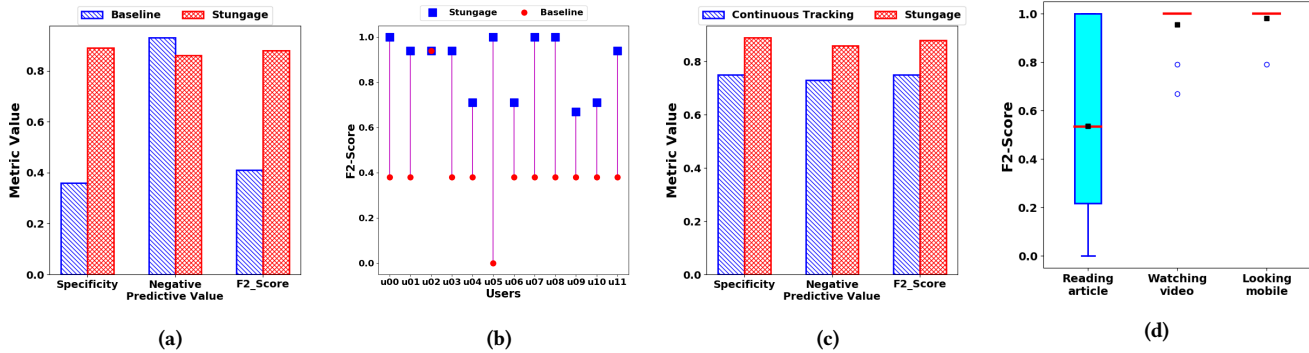 Baseline Stungage
Metric Value
0.8
0.6
0.4
0.2
0.0
Specificity Negative Predictive Value F2_Score
(a)
Stungage Baseline
F2-Score
1.0
0.8
0.6
0.4
0.2
0.0
u00 u01 u02 u03 u04 u05 u06 u07 u08 u09 u10 u11
Users
(b)
Continuous Tracking Stungage
Metric Value
0.8
0.6
0.4
0.2
0.0
Specificity Negative Predictive Value F2_Score
(c)
F2-Score
1.0
0.8
0.6
0.4
0.2
0.0
Reading article Watching video Looking mobile
(d)